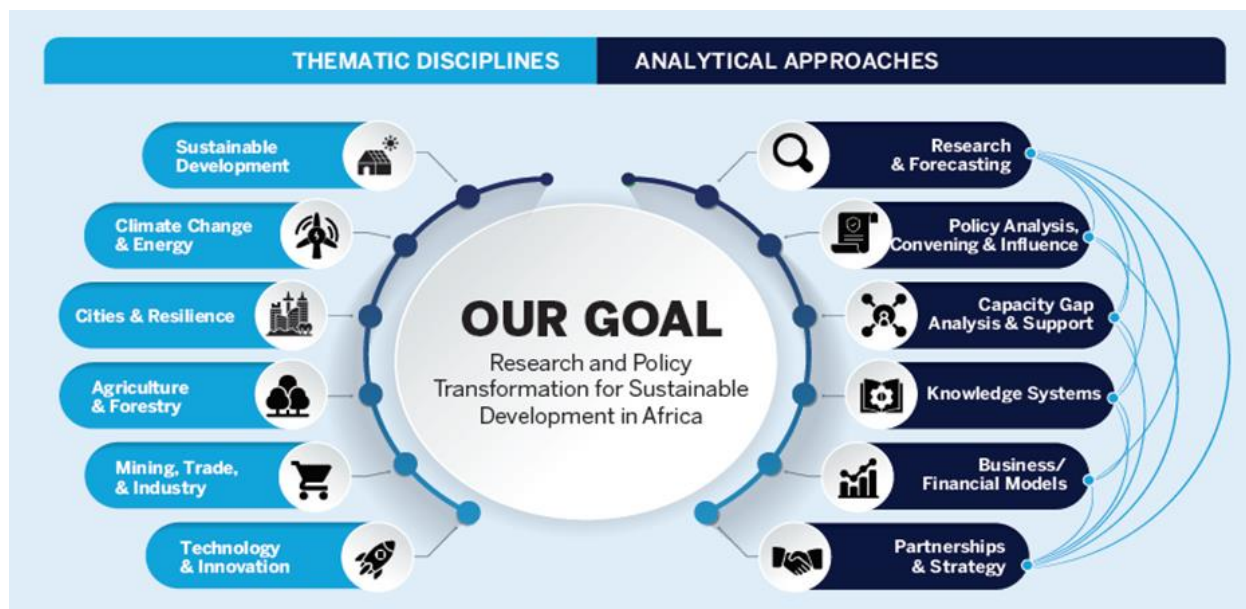 THEMATIC DISCIPLINES
ANALYTICAL APPROACHES
Sustainable
Development
Climate Change
& Energy
Cities & Resilience
Agriculture
& Forestry
Mining, Trade,
& Industry
Technology
& Innovation
OUR GOAL
Research and Policy
Transformation for Sustainable
Development in Africa
Research
& Forecasting
Policy Analysis,
Convening & Influence
Capacity Gap
Analysis & Support
Knowledge Systems
Business/
Financial Models
Partnerships
& Strategy